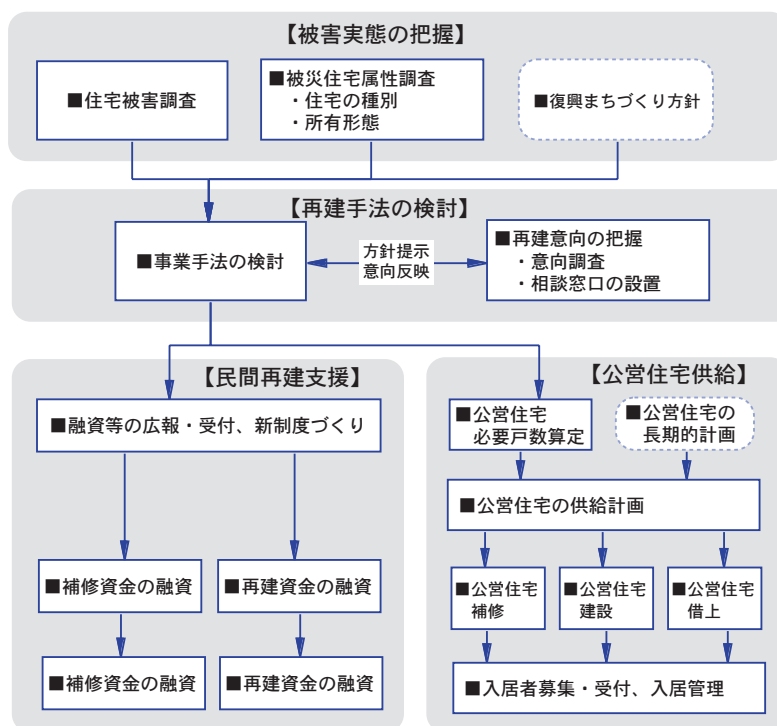 【被害実態の把握】
■住宅被害調査
■被災住宅属性調査
・住宅の種別
・所有形態
■復興まちづくり方針
【再建手法の検討】
■事業手法の検討
方針提示
意向反映
■再建意向の把握
・意向調査
・相談窓口の設置
【民間再建支援】
■融資等の広報・受付、新制度づくり
■補修資金の融資
■再建資金の融資
■補修資金の融資
■再建資金の融資
【公営住宅供給】
■公営住宅
必要戸数算定
■公営住宅の
長期的計画
■公営住宅の供給計画
■公営住宅
補修
■公営住宅
建設
■公営住宅
借上
■入居者募集・受付、入居管理